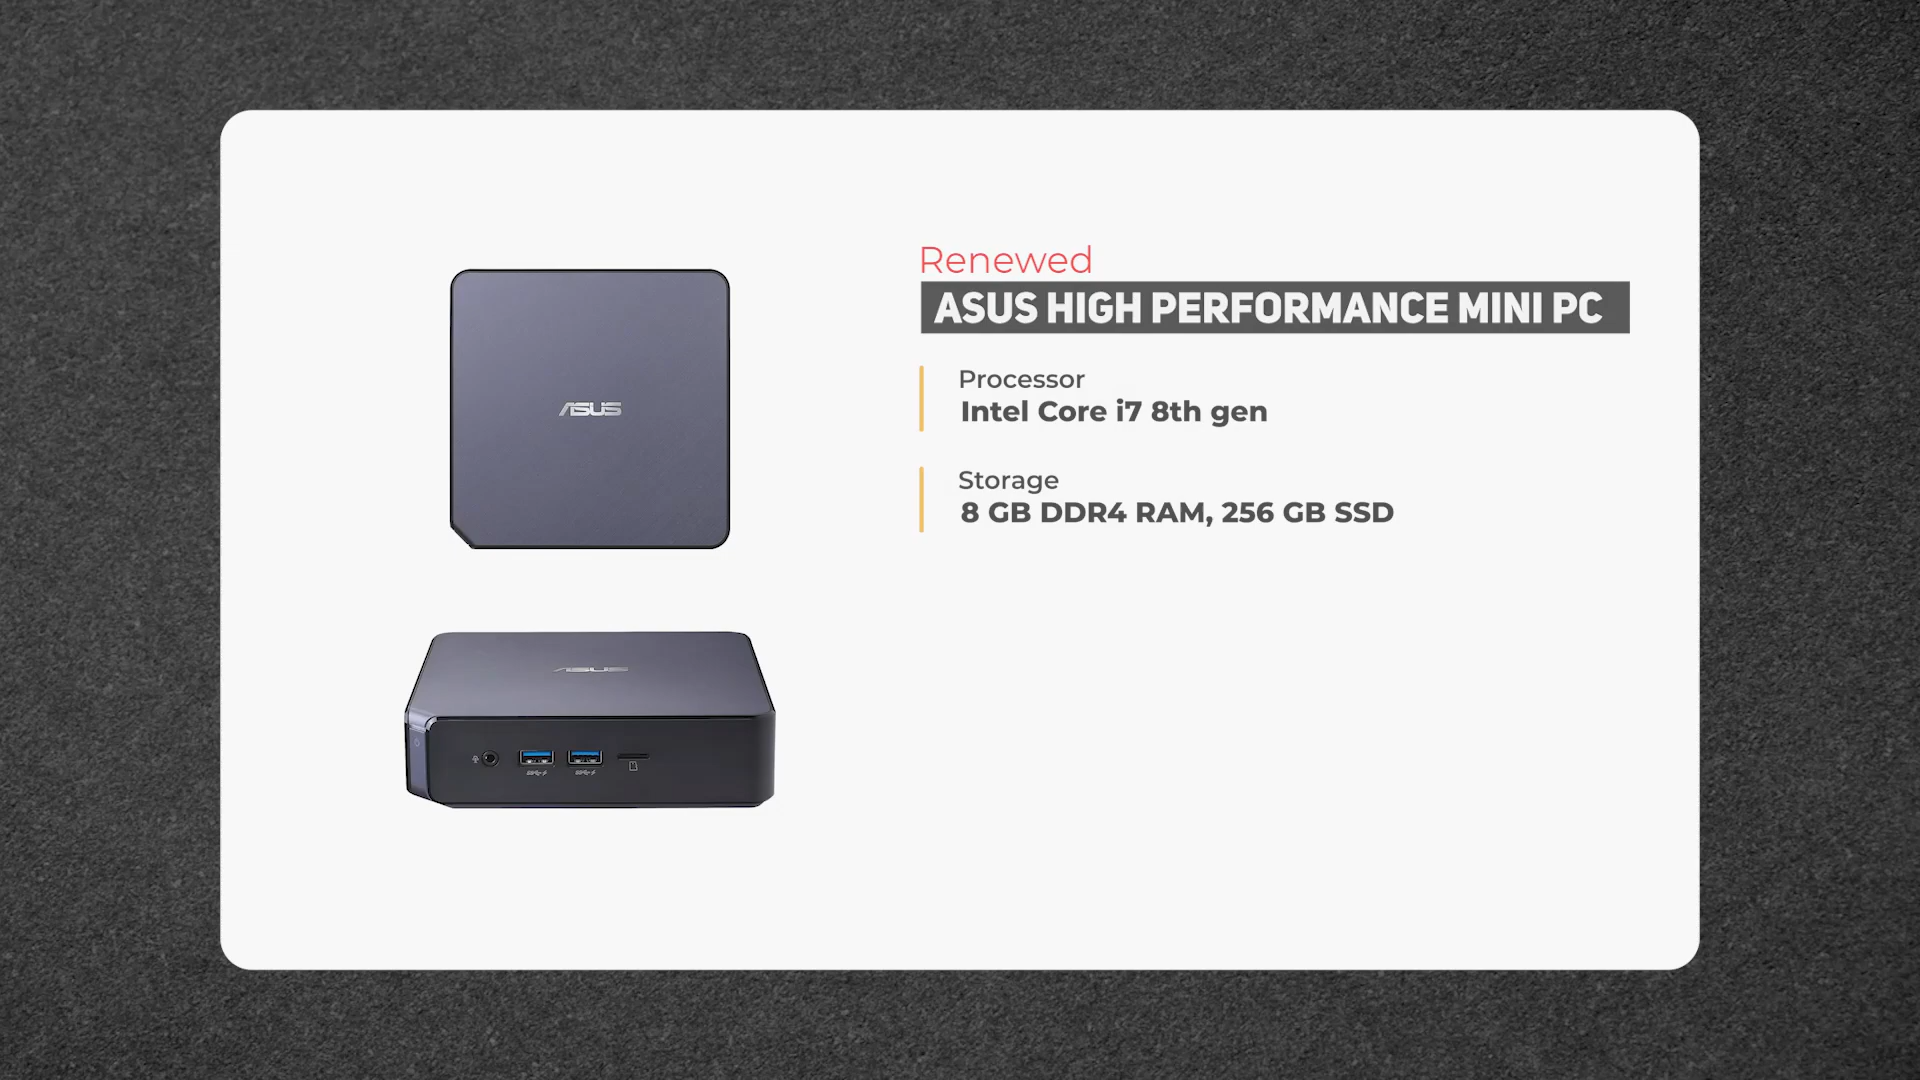 Renewed
ASUS HIGH PERFORMANCE MINI PC
Processor
Intel Core i7 8th gen
Storage
8 GB DDR4 RAM, 256 GB SSD
ASUS
ASUS